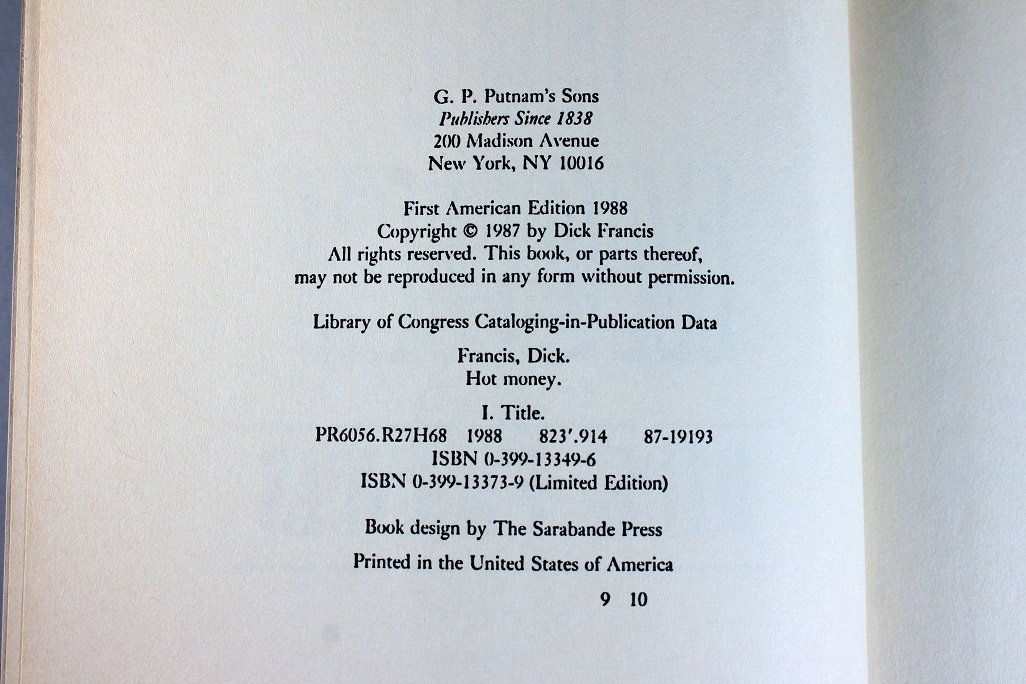 G. P. Putnam's Sons
Publishers Since 1838
200 Madison Avenue
New York, NY 10016
First American Edition 1988
Copyright © 1987 by Dick Francis
All rights reserved. This book, or parts thereof,
may not be reproduced in any form without permission.
Library of Congress Cataloging-in-Publication Data
Francis, Dick.
Hot money.
I. Title.
PR6056.R27H68 1988 823'.914 87-19193
ISBN 0-399-13349-6
ISBN 0-399-13373-9 (Limited Edition)
Book design by The Sarabande Press
Printed in the United States of America
9 10